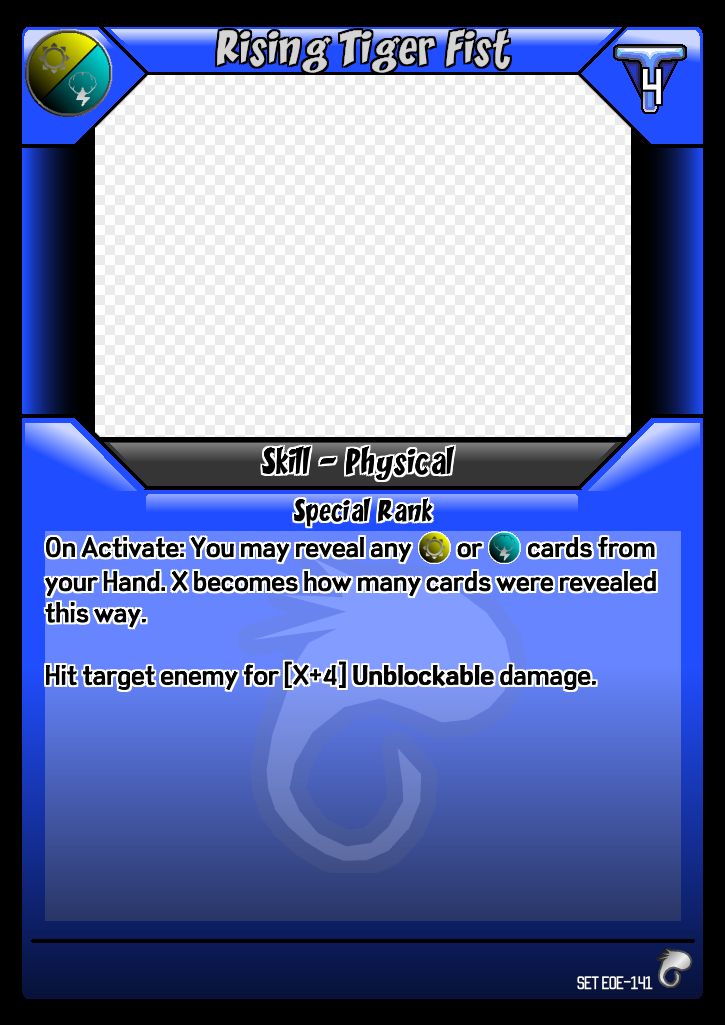 Rising Tiger Fist
4
Skill - Physical
Special Rank
On Activate: You may reveal any or cards from
your Hand. X becomes how many cards were revealed
this way.
Hit target enemy for [X+4] Unblockable damage.
SET EOE-141